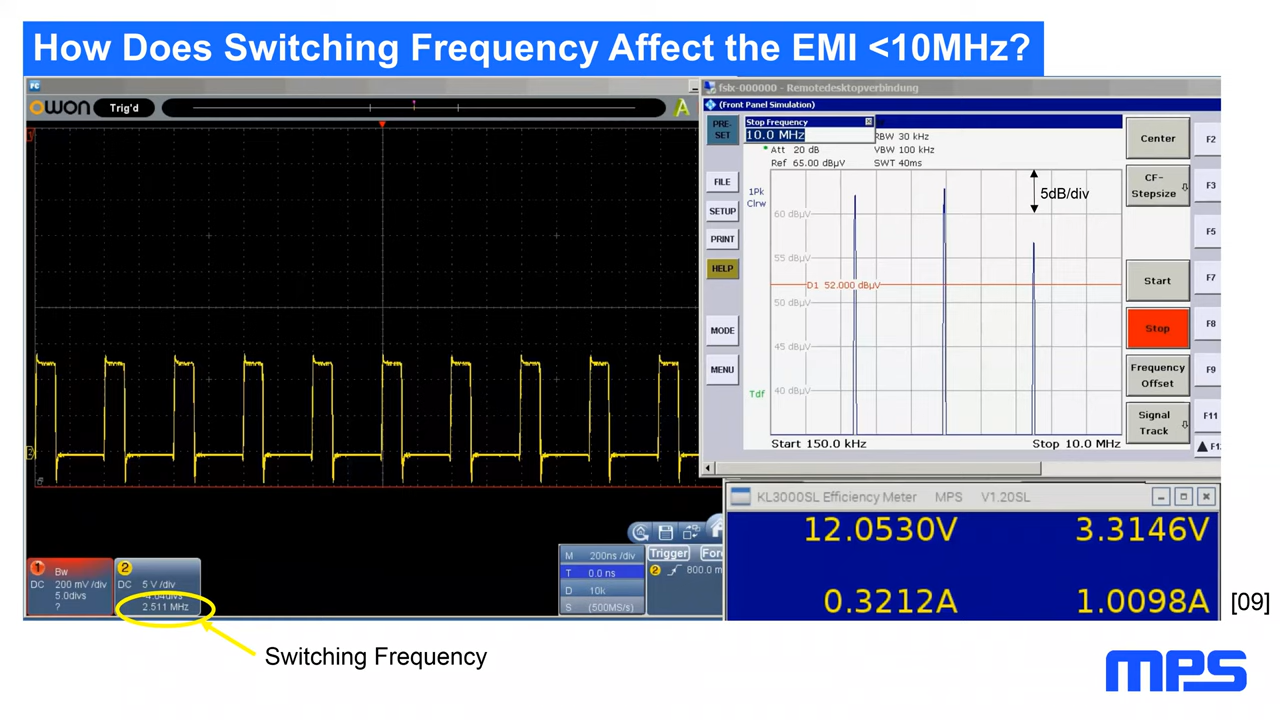 How Does Switching Frequency Affect the EMI <10MHz?
owon Trig'd
fslx-000000 - Remotedesktopverbindung
(Front Panel Simulation)
PRE-
SET
FILE
SETUP
PRINT
HELP
MODE
MENU
Stop Frequency
10.0 MHz
RBW 30 kHz
Att 20 dB VBW 100 kHz
Ref 65.00 dBµV SWT 40ms
1Pk
Clrw
5dB/div
60 dBµV
55 dBµV
D1 52.000 dBµV
50 dBµV
45 dBµV
40 dBµV
Tdf
Start 150.0 kHz Stop 10.0 MHz
Center
CF-
Stepsize
Start
Stop
Frequency
Offset
Signal
Track
F2
F3
F5
F7
F8
F9
F11
KL3000SL Efficiency Meter MPS V1.20SL
12.0530V 3.3146V
0.3212A 1.0098A
[09]
1 Bw
DC 200 mV/div
5.0divs
?
2
DC 5 V/div
2.511 MHz
M 200ns /div
T 0.0 ns
D 10k
S (500MS/s)
Trigger
2 800.0 m
Switching Frequency
mps